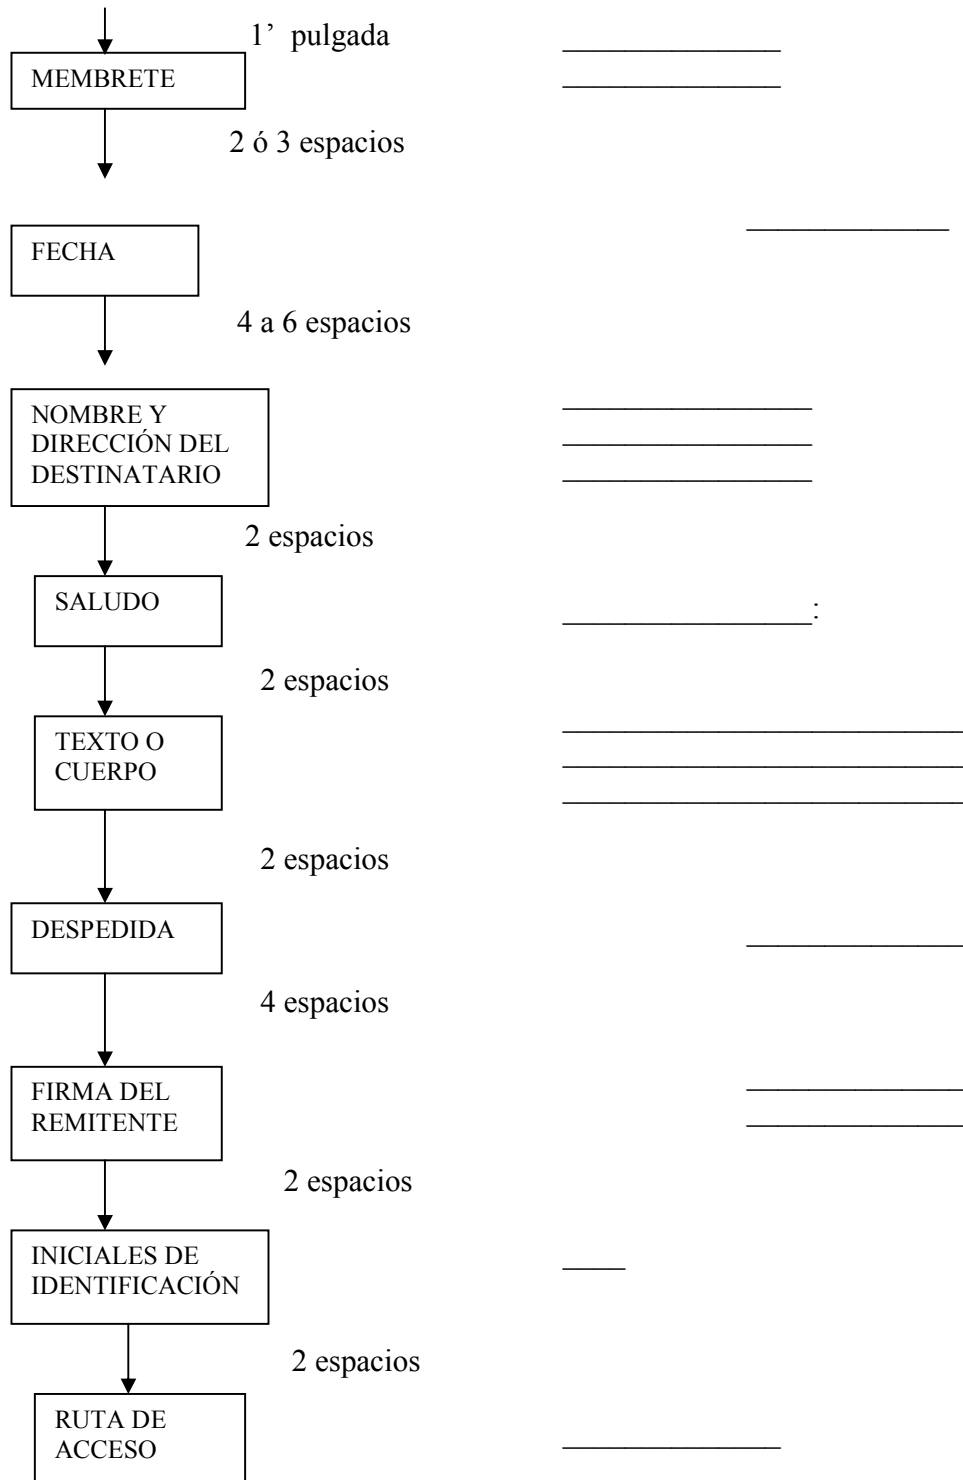 1’ pulgada
MEMBRETE
2 ó 3 espacios
FECHA
4 a 6 espacios
NOMBRE Y
DIRECCIÓN DEL
DESTINATARIO
2 espacios
SALUDO
:
2 espacios
TEXTO O
CUERPO
2 espacios
DESPEDIDA
4 espacios
FIRMA DEL
REMITENTE
2 espacios
INICIALES DE
IDENTIFICACIÓN
2 espacios
RUTA DE
ACCESO